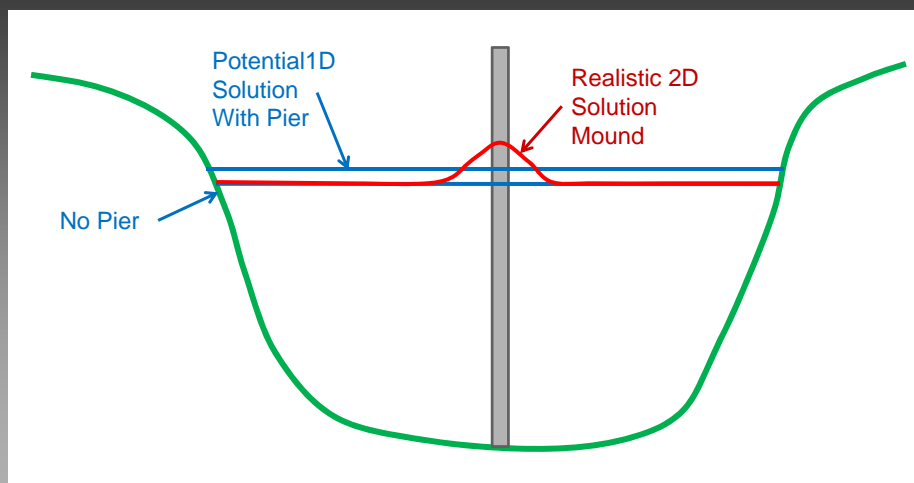 Potential1D
Solution
With Pier
Realistic 2D
Solution
Mound
No Pier